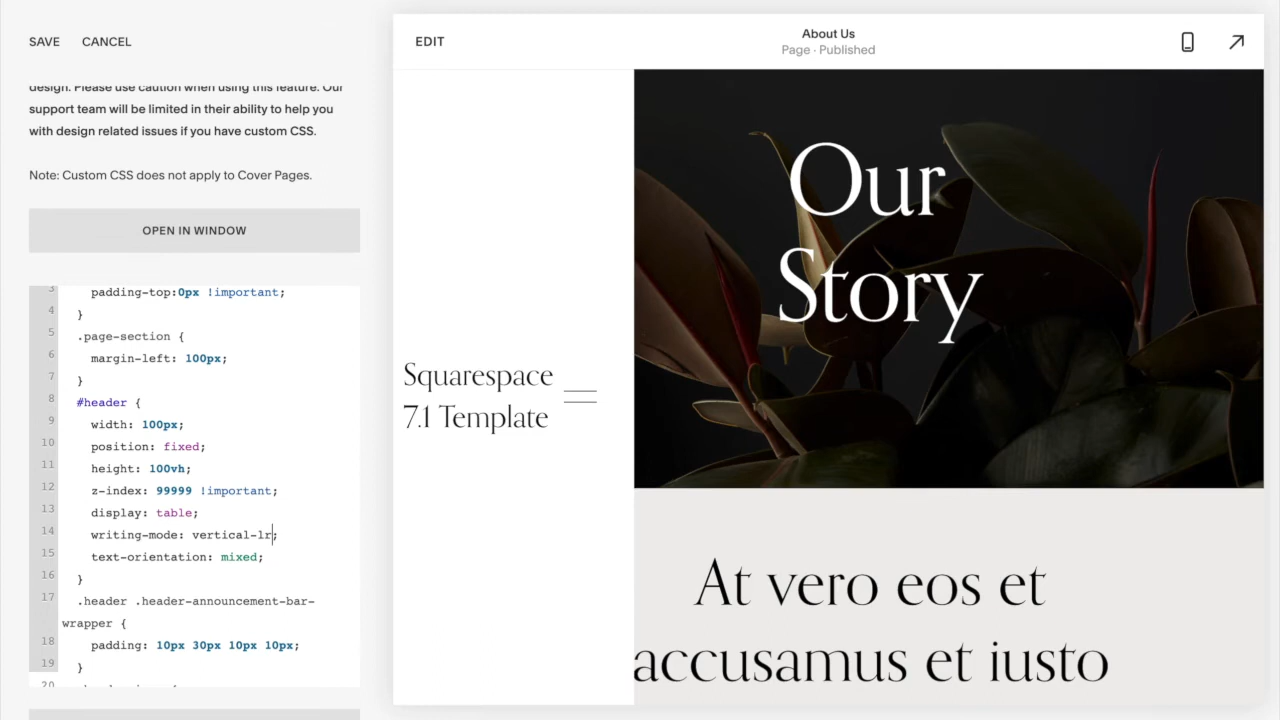 SAVE CANCEL
design. Please use caution when using this feature. Our
support team will be limited in their ability to help you
with design related issues if you have custom CSS.
Note: Custom CSS does not apply to Cover Pages.
OPEN IN WINDOW
3 padding-top:0px !important;
4 }
5 .page-section {
6 margin-left: 100px;
7 }
8 #header {
9 width: 100px;
10 position: fixed;
11 height: 100vh;
12 z-index: 99999 !important;
13 display: table;
14 writing-mode: vertical-lr;
15 text-orientation: mixed;
16 }
17 .header .header-announcement-bar-
wrapper {
18 padding: 10px 30px 10px 10px;
19 }
20
EDIT
About Us
Page · Published
Our
Story
Squarespace
7.1 Template
At vero eos et
accusamus et iusto